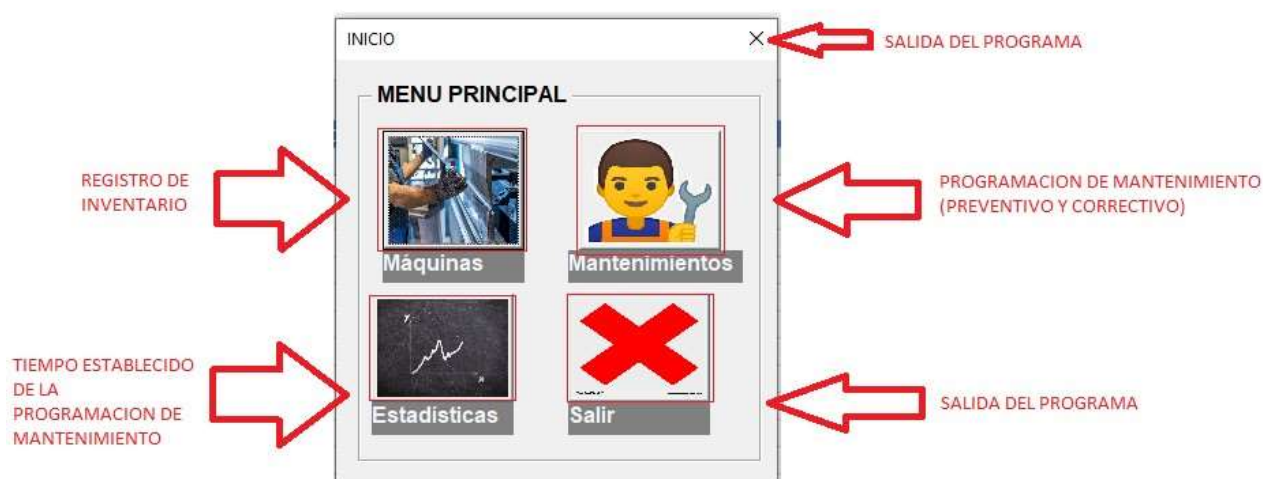 INICIO
SALIDA DEL PROGRAMA
MENU PRINCIPAL
REGISTRO DE
INVENTARIO
PROGRAMACION DE MANTENIMIENTO
(PREVENTIVO Y CORRECTIVO)
Máquinas
Mantenimientos
TIEMPO ESTABLECIDO
DE LA
PROGRAMACION DE
MANTENIMIENTO
SALIDA DEL PROGRAMA
Estadísticas
Salir